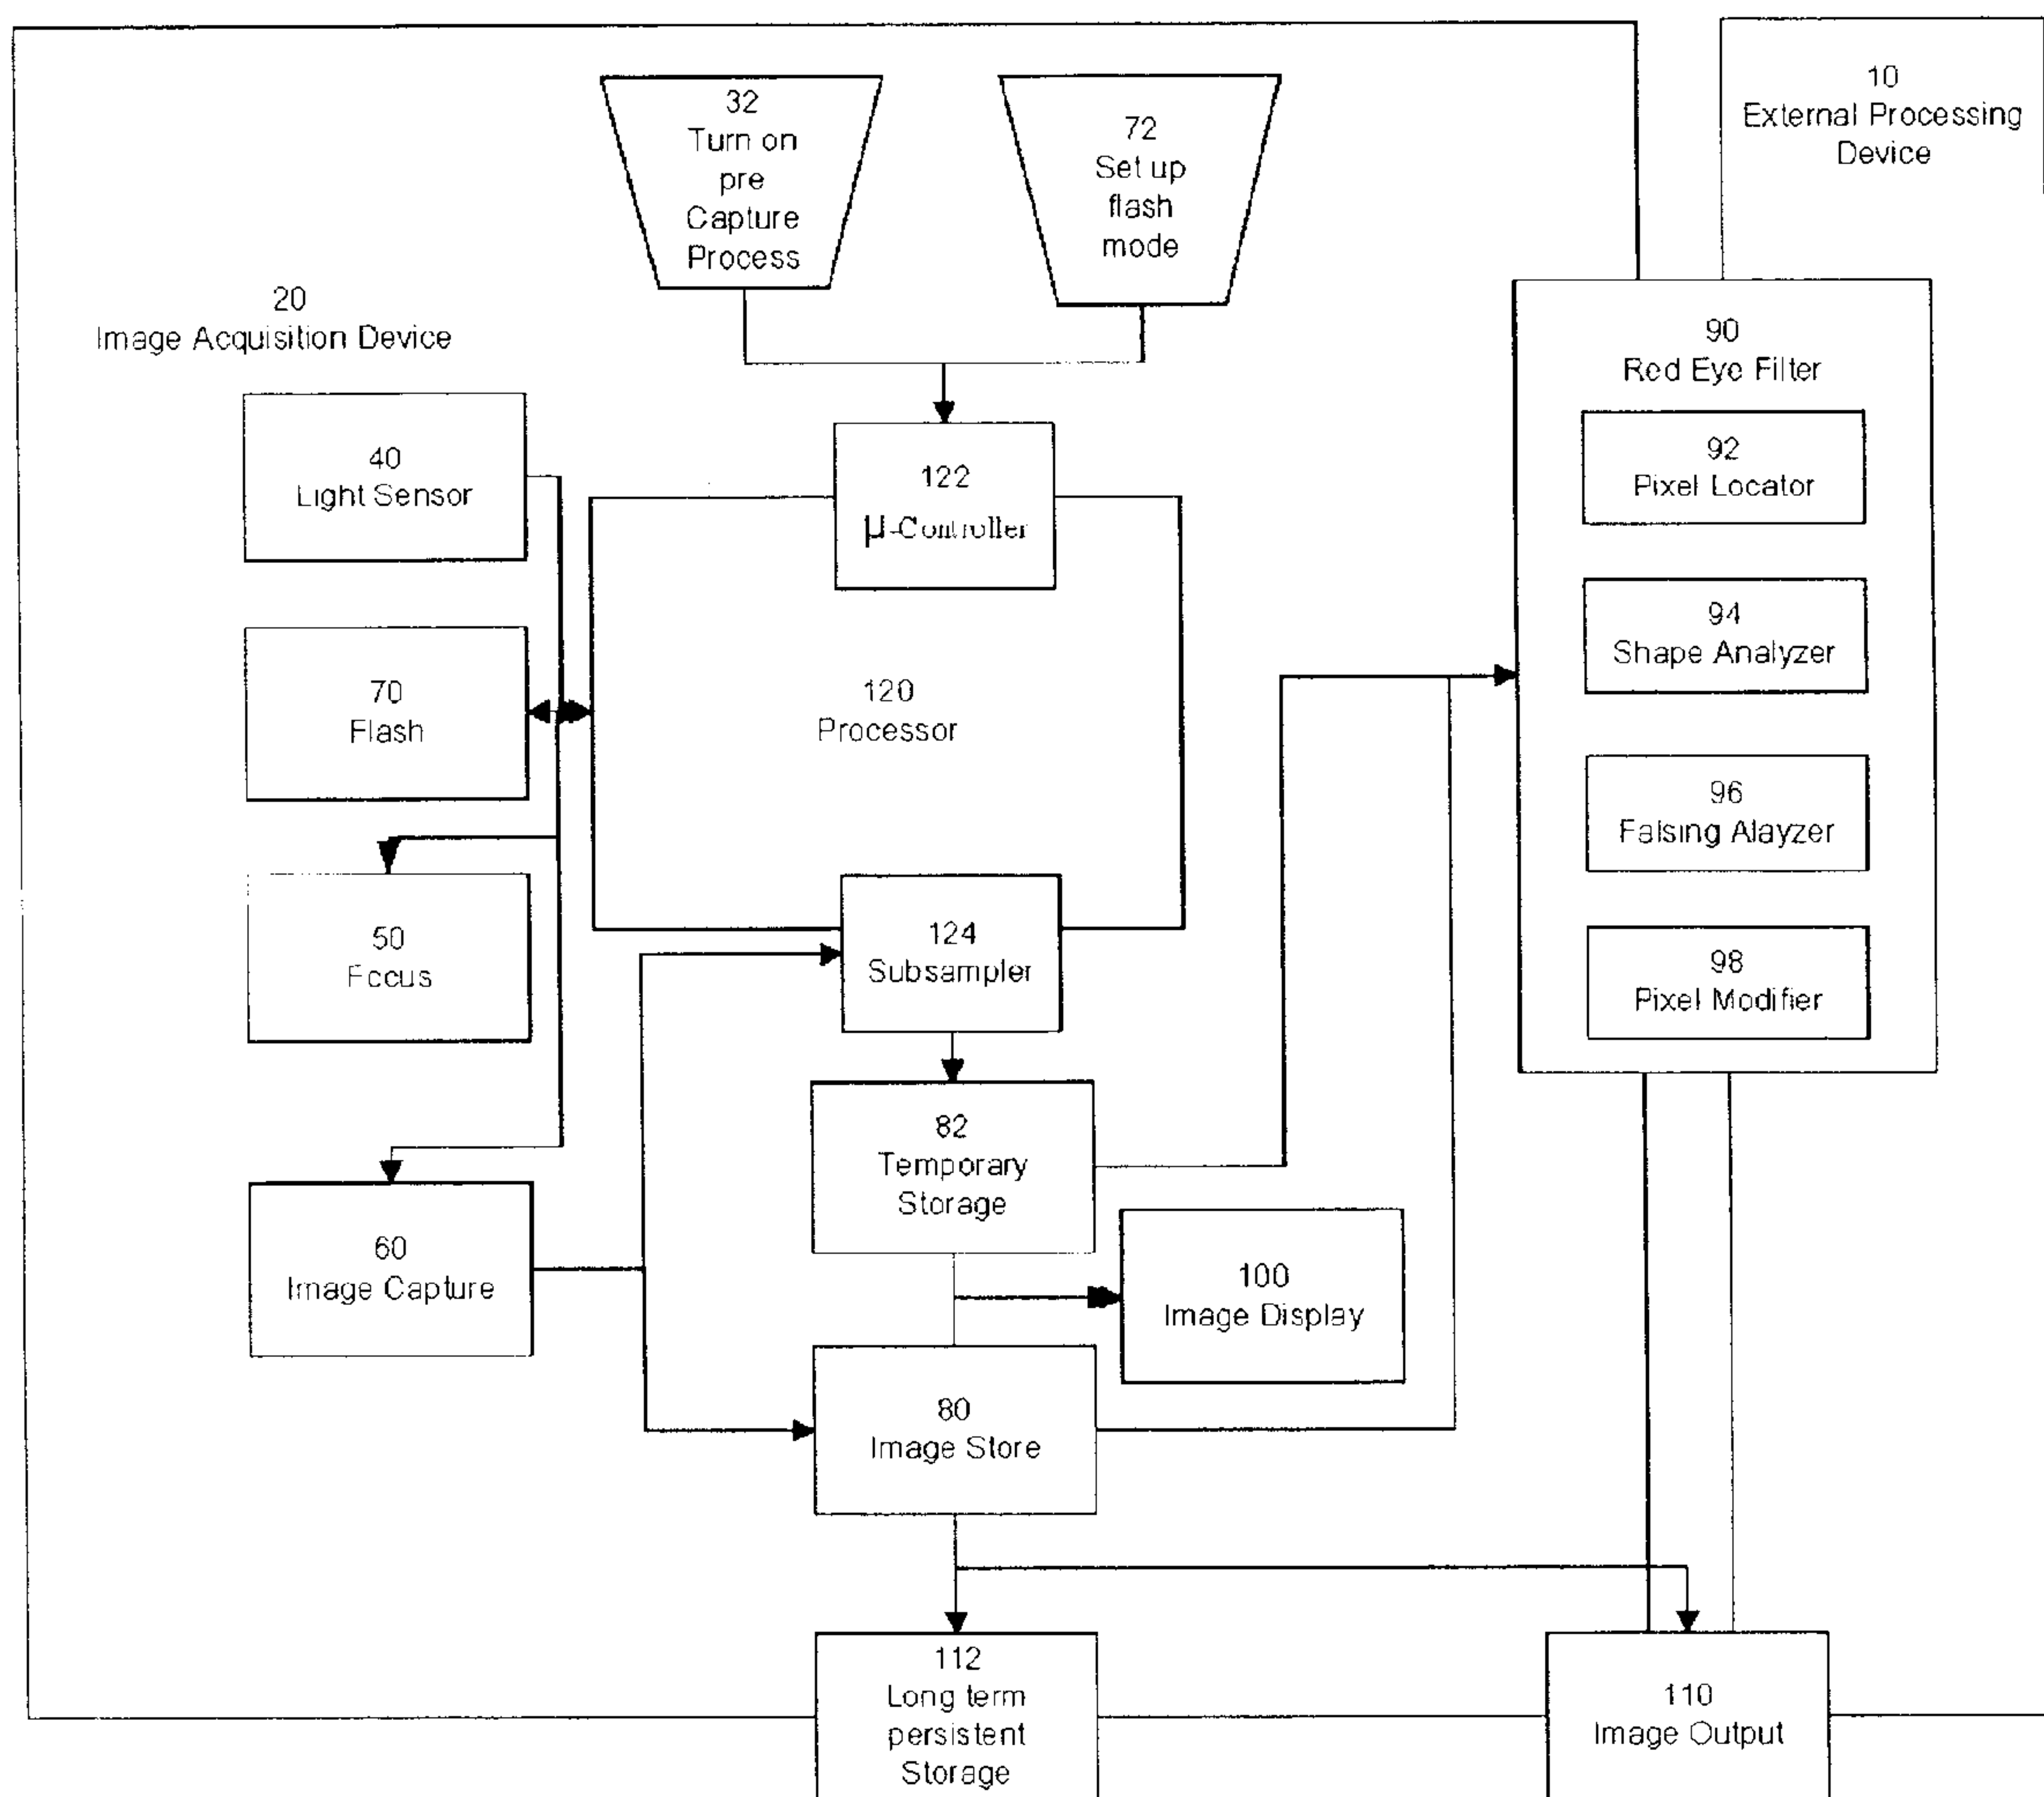 10
External Processing
Device
32
Turn on
pre
Capture
Process
72
Set up
flash
mode
20
Image Acquisition Device
90
Red Eye Filter
40
Light Sensor
122
µ-Controller
92
Pixel Locator
94
Shape Analyzer
70
Flash
120
Processor
96
Falsing Alayzer
50
Focus
124
Subsampler
98
Pixel Modifier
82
Temporary
Storage
60
Image Capture
100
Image Display
80
Image Store
112
Long term
persistent
Storage
110
Image Output